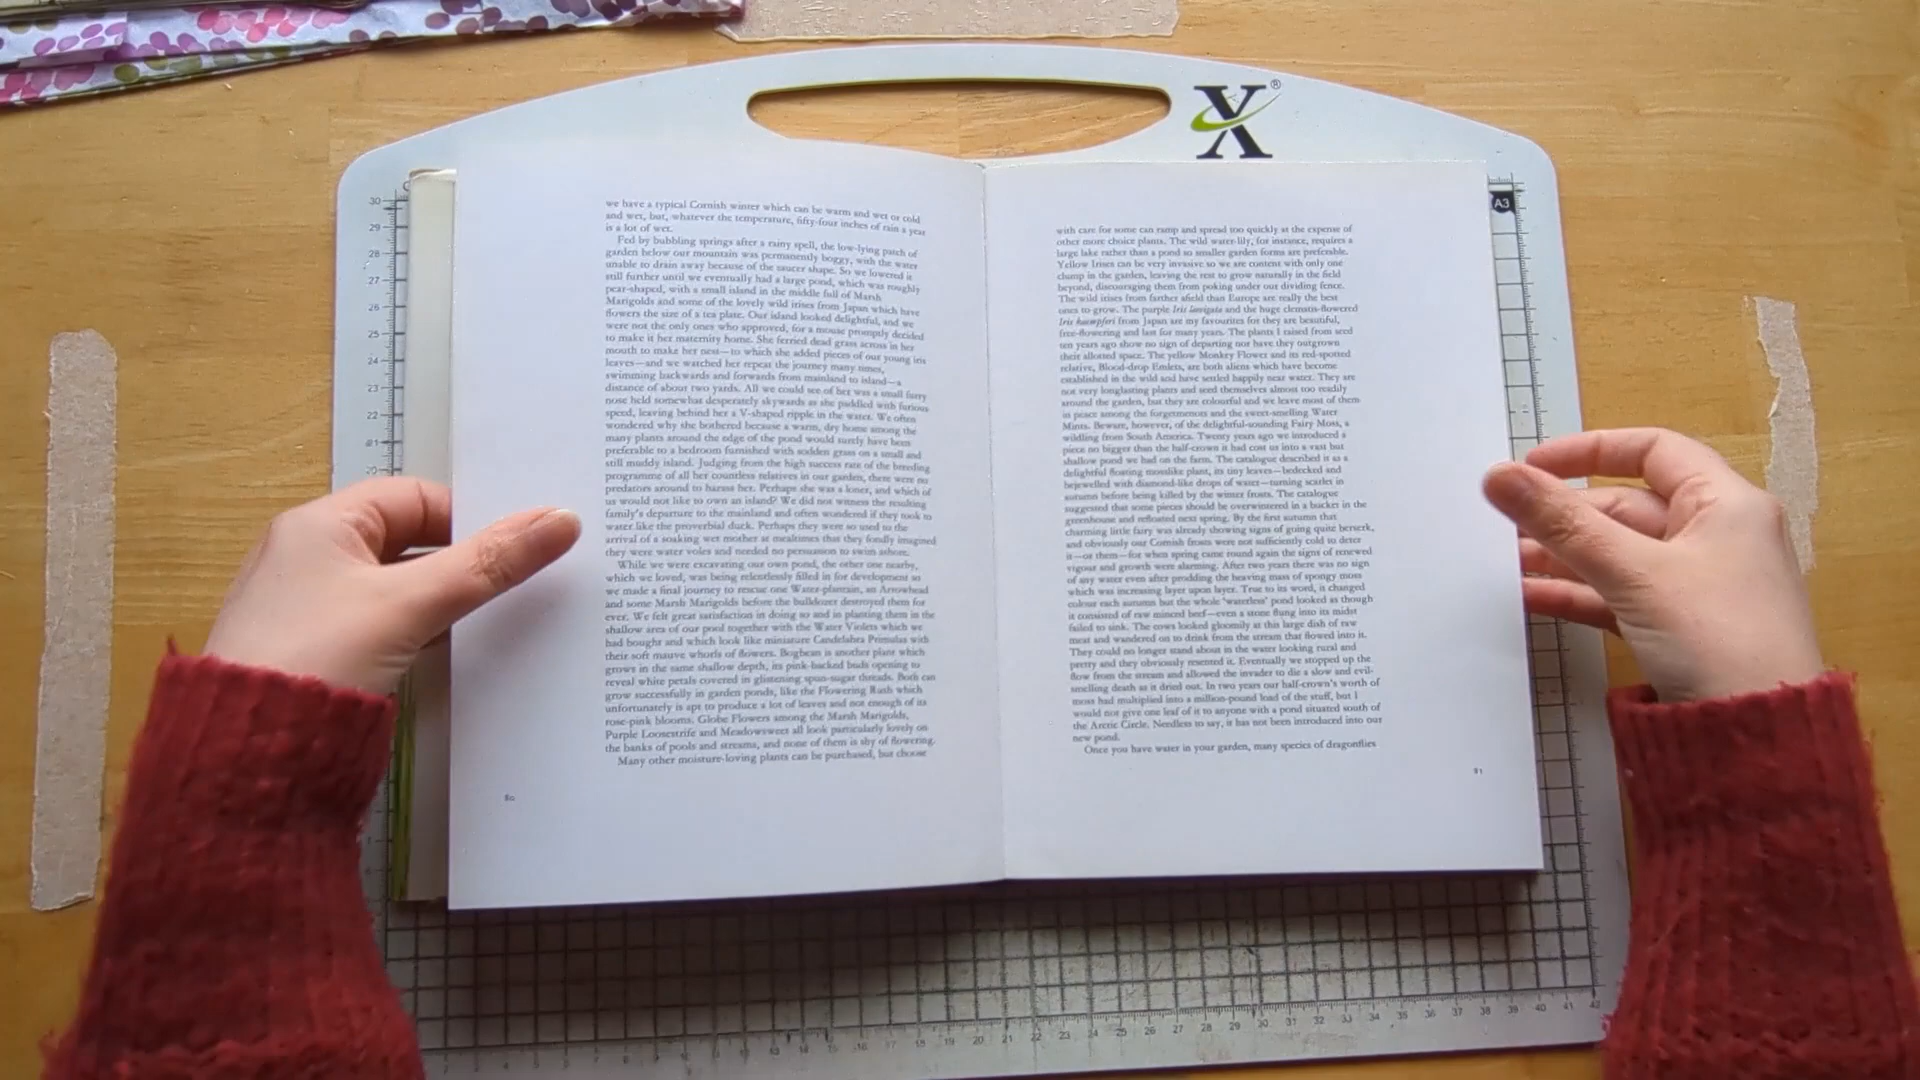 we have a typical Cornish winter which can be warm and wet or cold
and wet, but, whatever the temperature, fifty-four inches of rain a year
is a lot of wet.
Fed by bubbling springs after a rainy spell, the low-lying patch of
garden below our mountain was permanently boggy, with the water
unable to drain away because of the saucer shape. So we lowered it
still further until we eventually had a large pond, which was roughly
pear-shaped, with a small island in the middle full of Marsh
Marigolds and some of the lovely wild irises from Japan which have
flowers the size of a tea plate. Our island looked delightful, and we
were not the only ones who approved, for a mouse promptly decided
to make it her maternity home. She ferried dead grass across in her
mouth to make her nest—to which she added pieces of our young iris
leaves—and we watched her repeat the journey many times,
swimming backwards and forwards from mainland to island—a
distance of about two yards. All we could see of her was a small furry
nose held somewhat desperately skywards as she paddled with furious
speed, leaving behind her a V-shaped ripple in the water. We often
wondered why she bothered because a warm, dry home among the
many plants around the edge of the pond would surely have been
preferable to a bedroom furnished with sodden grass on a small and
still muddy island. Judging from the high success rate of the breeding
programme of all her countless relatives in our garden, there were no
predators around to harass her. Perhaps she was a loner, and which of
us would not like to own an island? We did not witness the resulting
family's departure to the mainland and often wondered if they took to
water like the proverbial duck. Perhaps they were so used to the
arrival of a soaking wet mother at mealtimes that they fondly imagined
they were water voles and needed no persuasion to swim ashore.
While we were excavating our own pond, the other one nearby,
which we loved, was being relentlessly filled in for development so
we made a final journey to rescue one Water-plantain, an Arrowhead
and some Marsh Marigolds before the bulldozer destroyed them for
ever. We felt great satisfaction in doing so and in planting them in the
shallow area of our pool together with the Water Violets which we
had bought and which look like miniature Candelabra Primulas with
their soft mauve whorls of flowers. Bogbean is another plant which
grows in the same shallow depth, its pink-backed buds opening to
reveal white petals covered in glistening spun-sugar threads. Both can
grow successfully in garden ponds, like the Flowering Rush which
unfortunately is apt to produce a lot of leaves and not enough of its
rose-pink blooms. Globe Flowers among the Marsh Marigolds,
Purple Loosestrife and Meadowsweet all look particularly lovely on
the banks of pools and streams, and none of them is shy of flowering.
Many other moisture-loving plants can be purchased, but choose
80
with care for some can ramp and spread too quickly at the expense of
other more choice plants. The wild water-lily, for instance, requires a
large lake rather than a pond so smaller garden forms are preferable.
Yellow Irises can be very invasive so we are content with only one
clump in the garden, leaving the rest to grow naturally in the field
beyond, discouraging them from poking under our dividing fence.
The wild irises from farther afield than Europe are really the best
ones to grow. The purple Iris laevigata and the huge clematis-flowered
Iris kaempferi from Japan are my favourites for they are beautiful,
free-flowering and last for many years. The plants I raised from seed
ten years ago show no sign of departing nor have they outgrown
their allotted space. The yellow Monkey Flower and its red-spotted
relative, Blood-drop Emlets, are both aliens which have become
established in the wild and have settled happily near water. They are
not very longlasting plants and seed themselves almost too readily
around the garden, but they are colourful and we leave most of them
in peace among the forgetmenots and the sweet-smelling Water
Mints. Beware, however, of the delightful-sounding Fairy Moss, a
wildling from South America. Twenty years ago we introduced a
piece no bigger than the half-crown it had cost us into a vast but
shallow pond we had on the farm. The catalogue described it as a
delightful floating mosslike plant, its tiny leaves—bedecked and
bejewelled with diamond-like drops of water—turning scarlet in
autumn before being killed by the winter frosts. The catalogue
suggested that some pieces should be overwintered in a bucket in the
greenhouse and refloated next spring. By the first autumn that
charming little fairy was already showing signs of going quite berserk,
and obviously our Cornish frosts were not sufficiently cold to deter
it—or them—for when spring came round again the signs of renewed
vigour and growth were alarming. After two years there was no sign
of any water even after prodding the heaving mass of spongy moss
which was increasing layer upon layer. True to its word, it changed
colour each autumn but the whole 'waterless' pond looked as though
it consisted of raw minced beef—even a stone flung into its midst
failed to sink. The cows looked gloomily at this large dish of raw
meat and wandered on to drink from the stream that flowed into it.
They could no longer stand about in the water looking rural and
pretty and they obviously resented it. Eventually we stopped up the
flow from the stream and allowed the invader to die a slow and evil-
smelling death as it dried out. In two years our half-crown's worth of
moss had multiplied into a million-pound load of the stuff, but I
would not give one leaf of it to anyone with a pond situated south of
the Arctic Circle. Needless to say, it has not been introduced into our
new pond.
Once you have water in your garden, many species of dragonflies
81
X®
A3
30
29
28
27
26
25
24
23
22
21
20
19 20 21 22 23 24 25 26 27 28 29 30 31 32 33 34 35 36 37 38 39 40 41 42